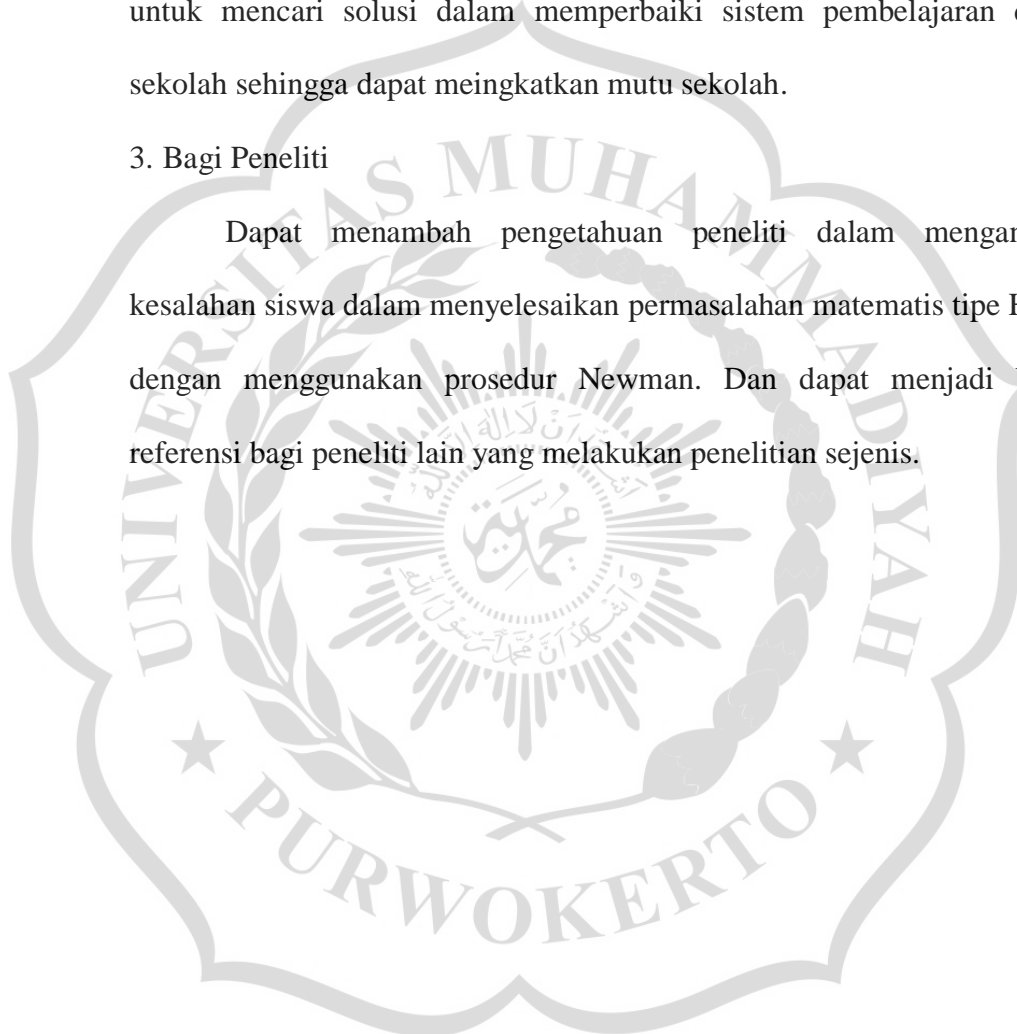 untuk mencari solusi dalam memperbaiki sistem pembelajaran
sekolah sehingga dapat meingkatkan mutu sekolah.
3. Bagi Peneliti
Dapat menambah pengetahuan peneliti dalam
kesalahan siswa dalam menyelesaikan permasalahan matematis tipe
dengan menggunakan prosedur Newman. Dan dapat menjadi
referensi bagi peneliti lain yang melakukan penelitian sejenis.
UNIVERSITAS MUHAMMADIYAH
PURWOKERTO